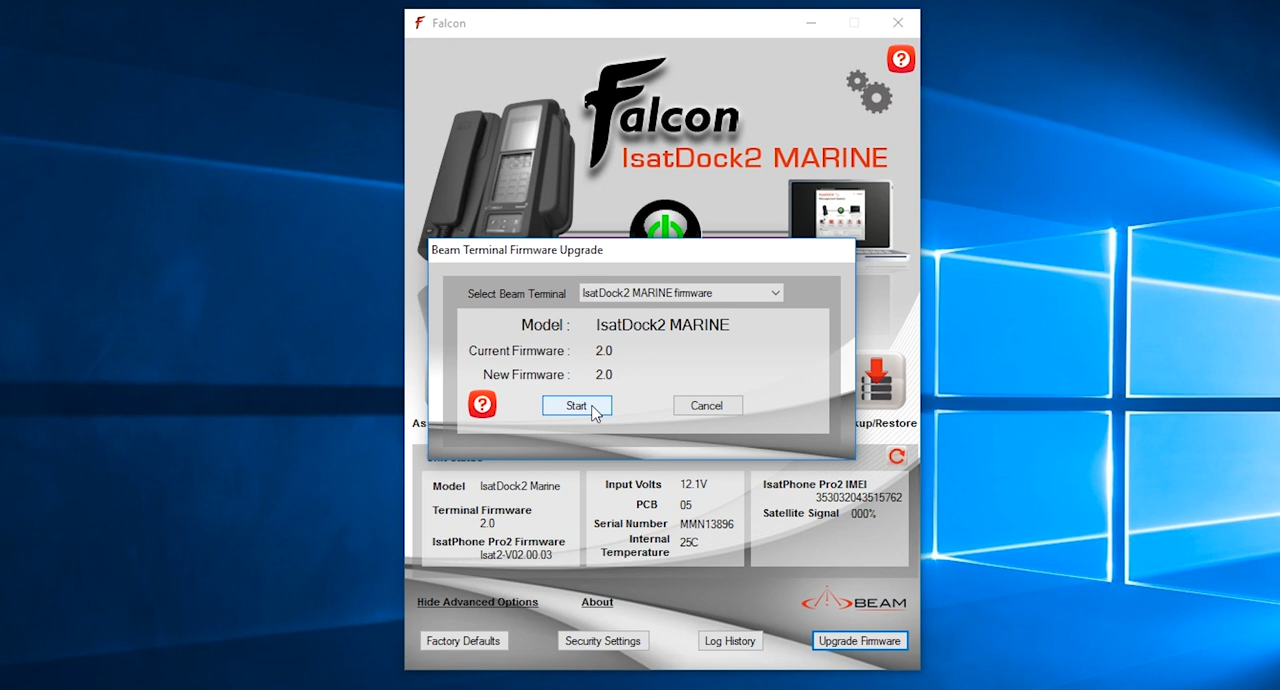 Falcon
Falcon
IsatDock2 MARINE
Beam Terminal Firmware Upgrade
Select Beam Terminal IsatDock2 MARINE firmware
Model : IsatDock2 MARINE
Current Firmware : 2.0
New Firmware : 2.0
Start Cancel
As kup/Restore
Model IsatDock2 Marine
Terminal Firmware
2.0
IsatPhone Pro2 Firmware
Isat2-V02.00.03
Input Volts 12.1V
PCB 05
Serial Number MMN13896
Internal
Temperature 25C
IsatPhone Pro2 IMEI
353032043515762
Satellite Signal 000%
Hide Advanced Options About
BEAM
Factory Defaults Security Settings Log History Upgrade Firmware